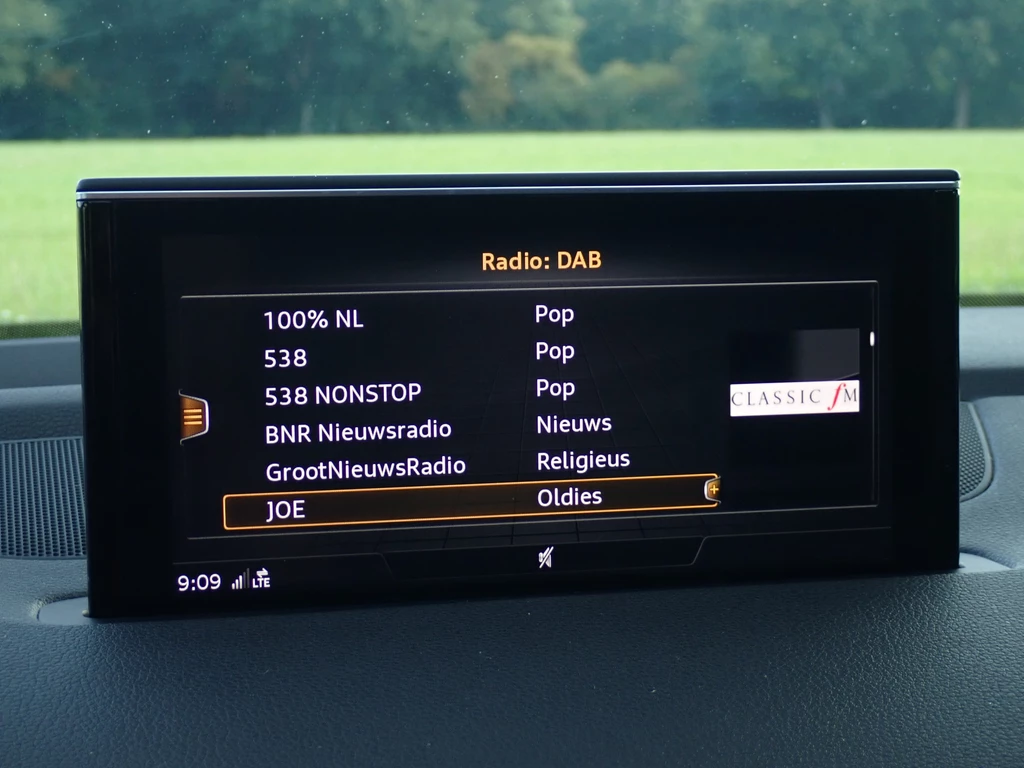 Radio: DAB
100% NL Pop
538 Pop
538 NONSTOP Pop
BNR Nieuwsradio Nieuws
GrootNieuwsRadio Religieus
JOE Oldies
CLASSIC fM
9:09 LTE